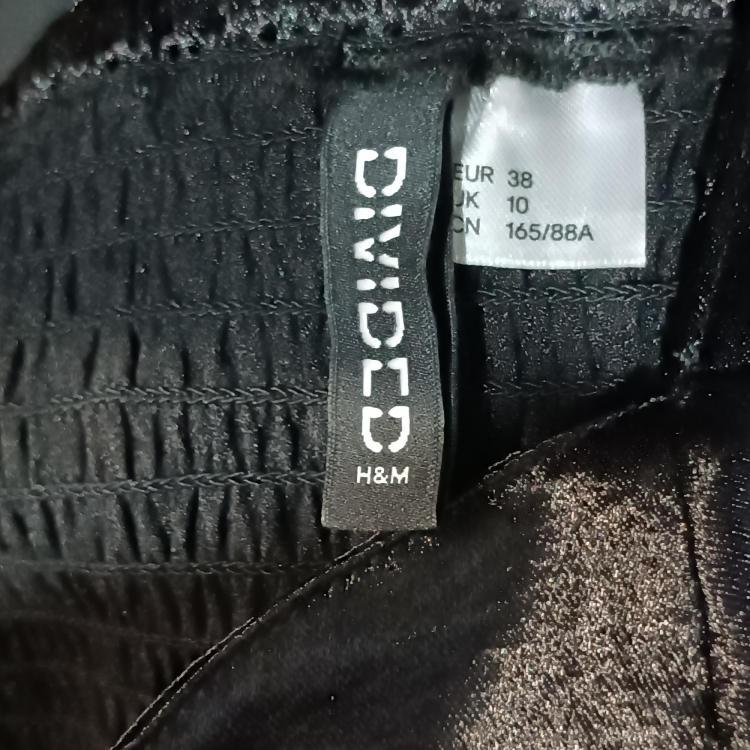 DIVIDED
H&M
EUR 38
UK 10
CN 165/88A